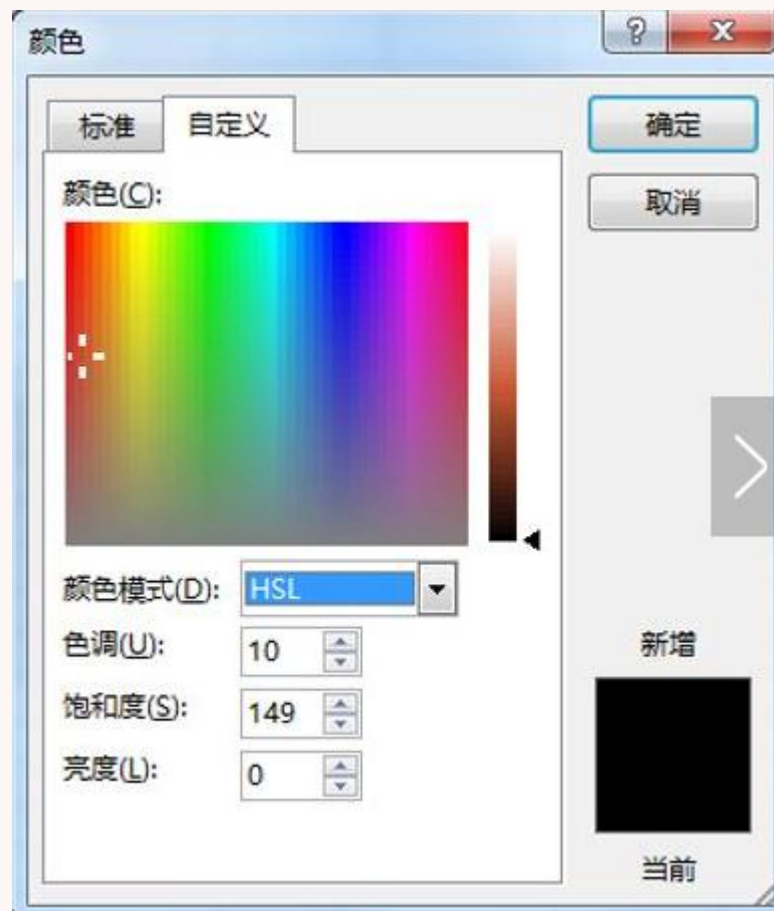 颜色
标准 自定义
确定
取消
颜色(C):
颜色模式(D): HSL
色调(U): 10
饱和度(S): 149
亮度(L): 0
新增
当前